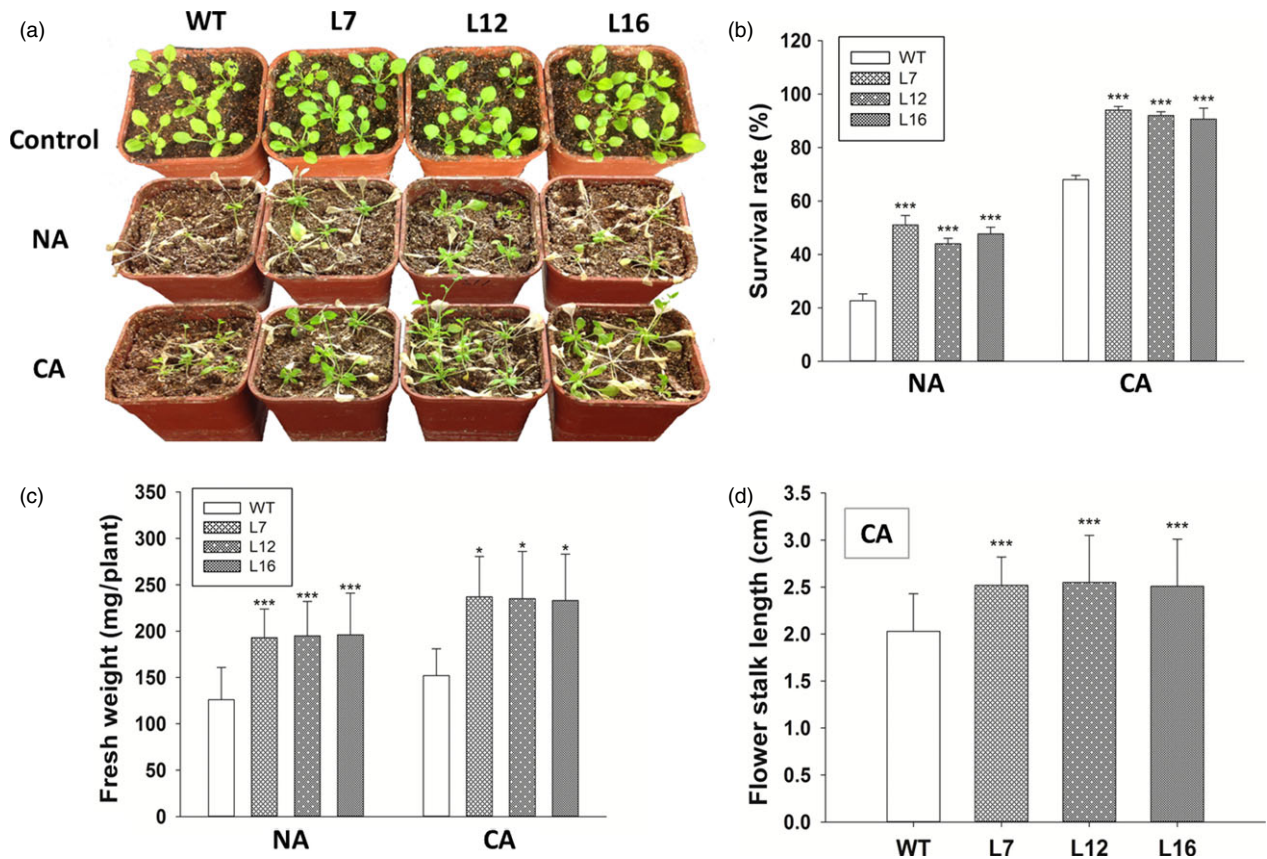 (a)
WT L7 L12 L16
Control
NA
CA
(b)
120
100
80
60
40
20
0
Survival rate (%)
WT
L7
L12
L16
*** *** ***
*** *** ***
NA CA
(c)
350
300
250
200
150
100
50
0
Fresh weight (mg/plant)
WT
L7
L12
L16
*** *** ***
* * *
NA CA
(d)
3.5
3.0
2.5
2.0
1.5
1.0
0.5
0.0
Flower stalk length (cm)
CA
*** *** ***
WT L7 L12 L16